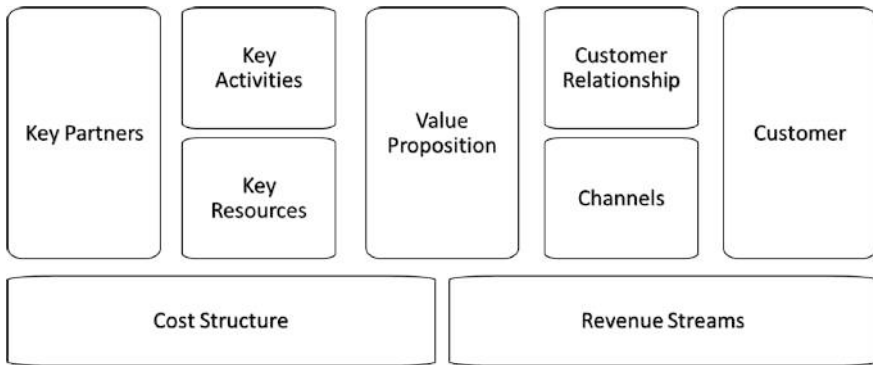 Key Partners
Key
Activities
Key
Resources
Value
Proposition
Customer
Relationship
Channels
Customer
Cost Structure
Revenue Streams